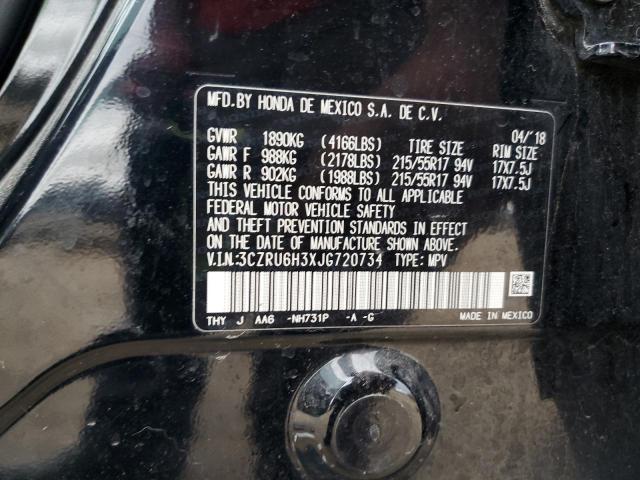 MFD.BY HONDA DE MEXICO S.A. DE C.V.
04/'18
GVWR 1890KG (4166LBS) TIRE SIZE RIM SIZE
GAWR F 988KG (2178LBS) 215/55R17 94V 17X7.5J
GAWR R 902KG (1988LBS) 215/55R17 94V 17X7.5J
THIS VEHICLE CONFORMS TO ALL APPLICABLE
FEDERAL MOTOR VEHICLE SAFETY
AND THEFT PREVENTION STANDARDS IN EFFECT
ON THE DATE OF MANUFACTURE SHOWN ABOVE.
V.I.N.:3CZRU6H3XJG720734 TYPE: MPV
THY J AA6 -NH731P -A -G MADE IN MEXICO